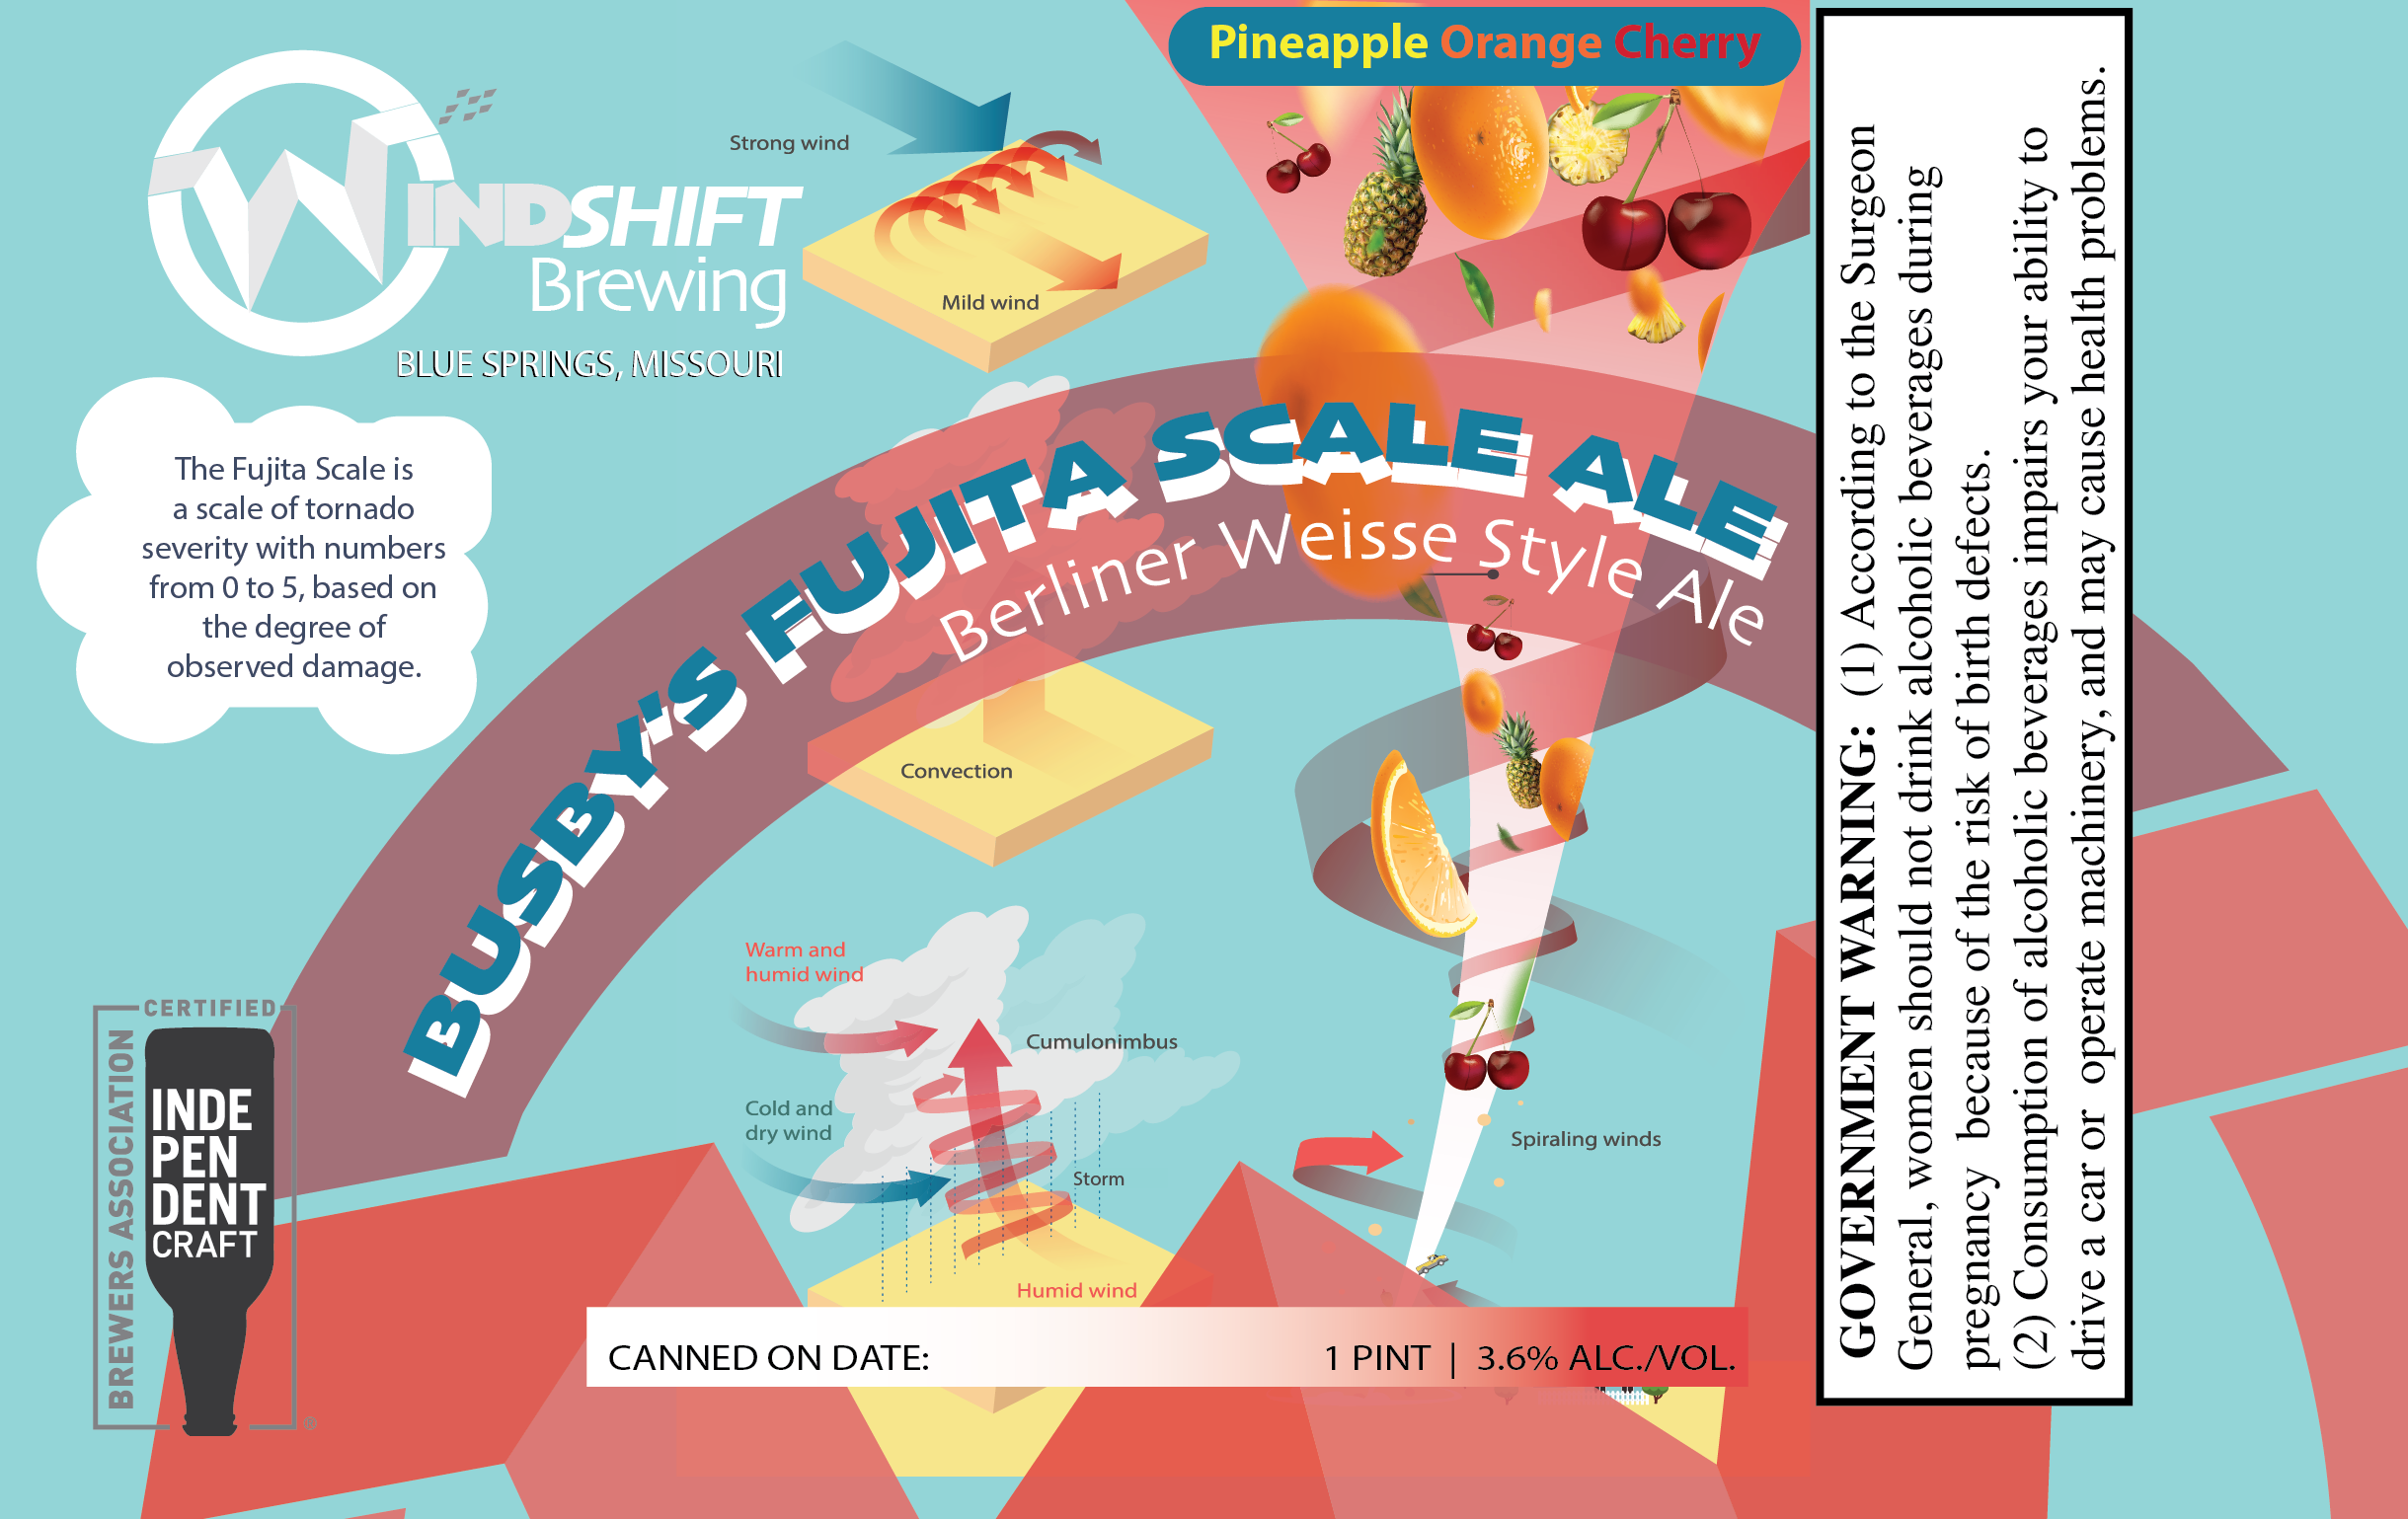 Pineapple Orange Cherry
WINDSHIFT
Brewing
BLUE SPRINGS, MISSOURI
Strong wind
Mild wind
The Fujita Scale is
a scale of tornado
severity with numbers
from 0 to 5, based on
the degree of
observed damage.
BUSBY'S FUJITA SCALE ALE
Berliner Weisse Style Ale
Convection
Warm and
humid wind
Cumulonimbus
Cold and
dry wind
Storm
Humid wind
Spiraling winds
CERTIFIED
BREWERS ASSOCIATION
INDE
PEN
DENT
CRAFT
®
CANNED ON DATE:
1 PINT | 3.6% ALC./VOL.
GOVERNMENT WARNING: (1) According to the Surgeon
General, women should not drink alcoholic beverages during
pregnancy because of the risk of birth defects.
(2) Consumption of alcoholic beverages impairs your ability to
drive a car or operate machinery, and may cause health problems.